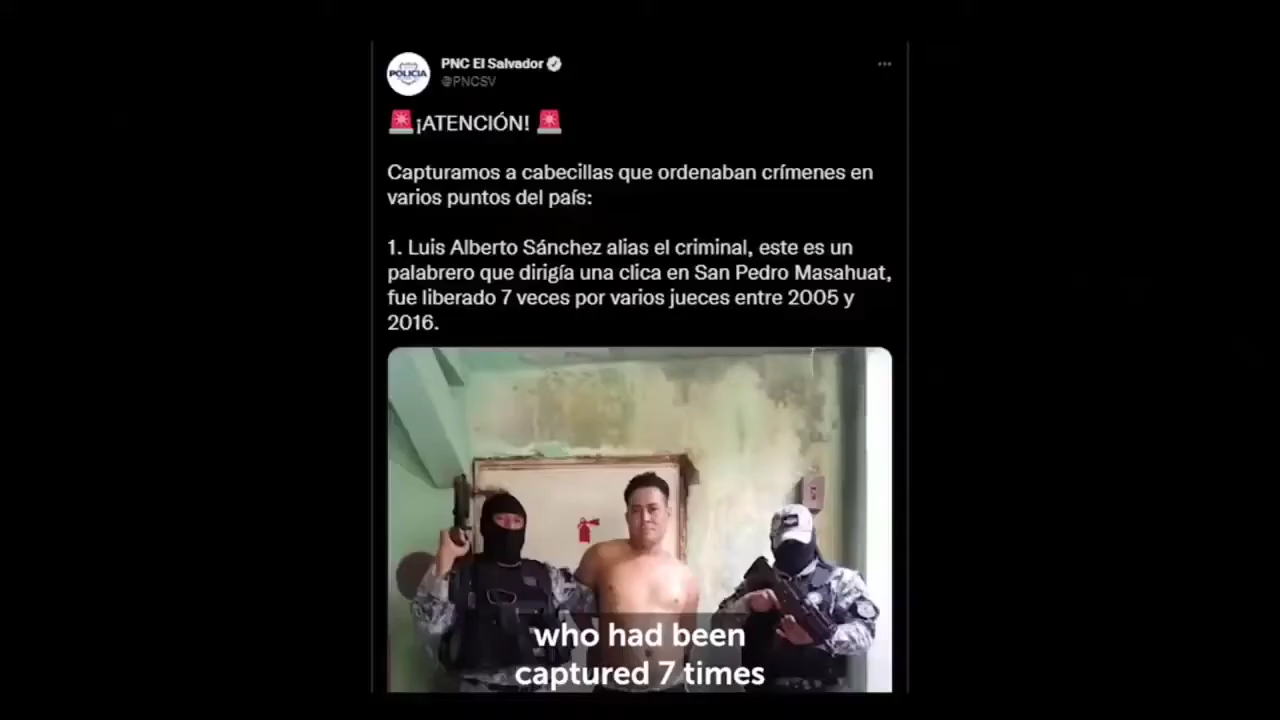 PNC El Salvador
POLICIA
@PNCSV
¡ATENCIÓN!
Capturamos a cabecillas que ordenaban crímenes en
varios puntos del país:
1. Luis Alberto Sánchez alias el criminal, este es un
palabrero que dirigía una clica en San Pedro Masahuat,
fue liberado 7 veces por varios jueces entre 2005 y
2016.
who had been
captured 7 times